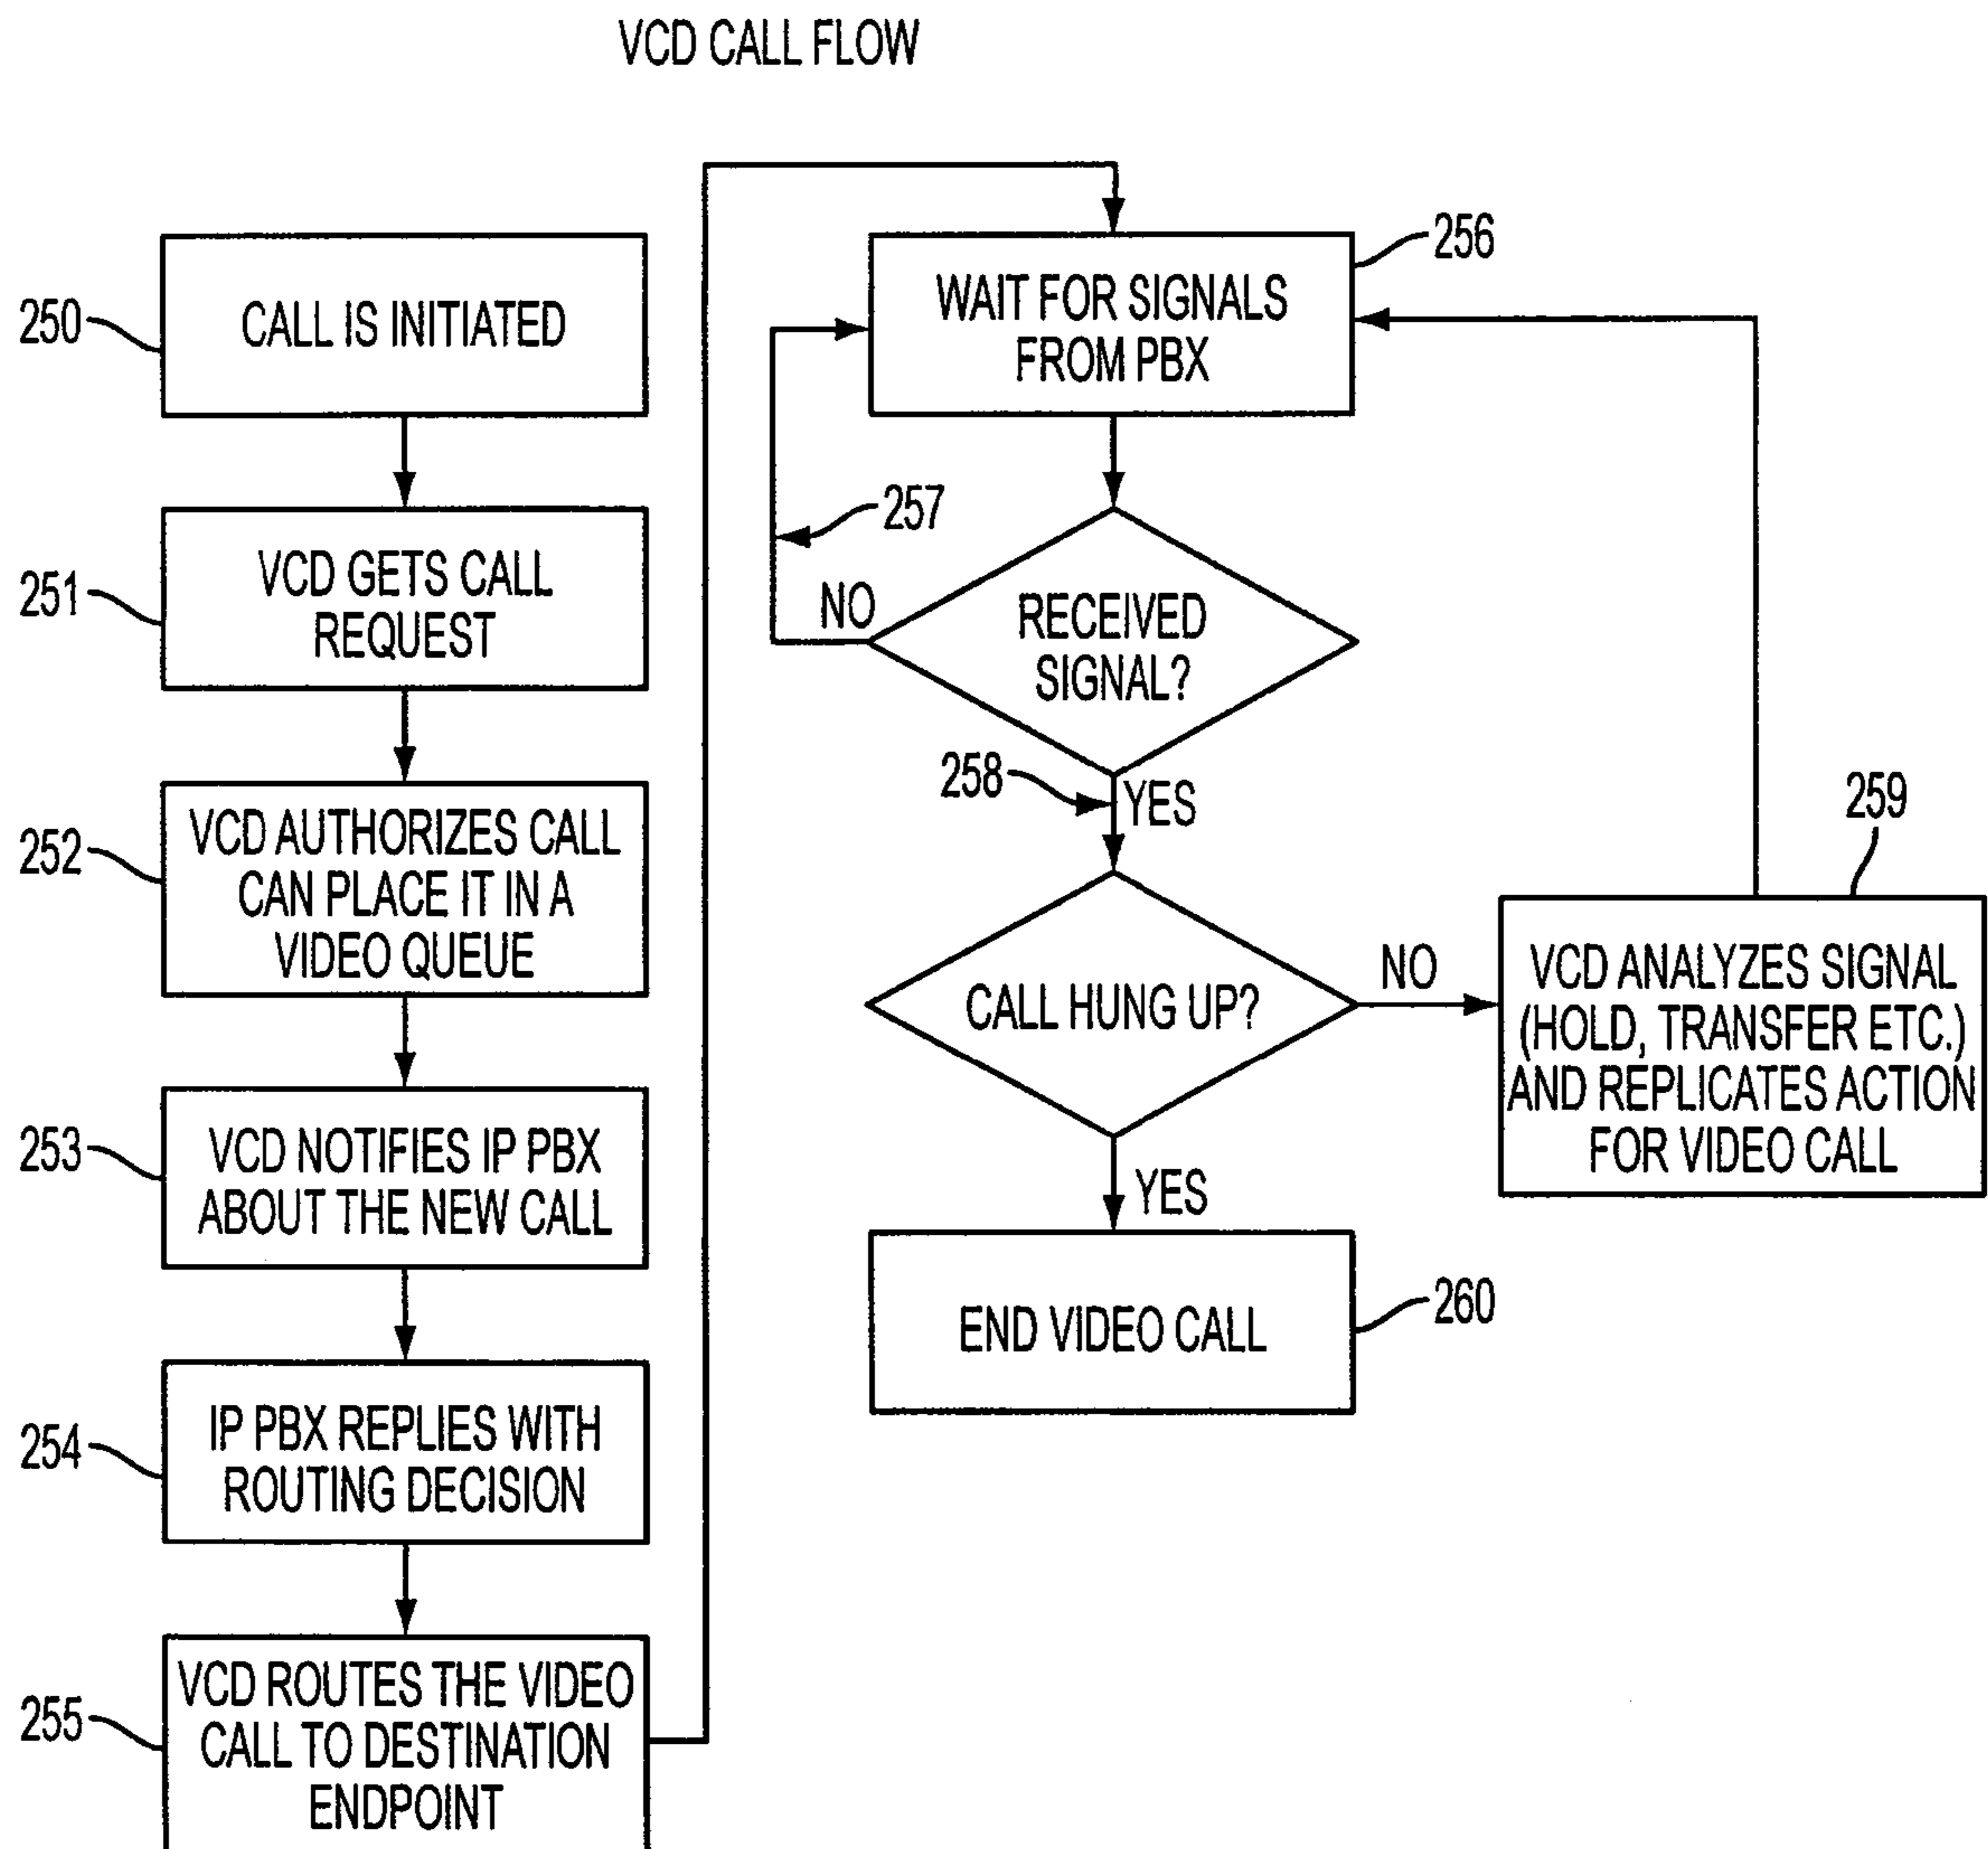 VCD CALL FLOW
250
CALL IS INITIATED
251
VCD GETS CALL
REQUEST
252
VCD AUTHORIZES CALL
CAN PLACE IT IN A
VIDEO QUEUE
253
VCD NOTIFIES IP PBX
ABOUT THE NEW CALL
254
IP PBX REPLIES WITH
ROUTING DECISION
255
VCD ROUTES THE VIDEO
CALL TO DESTINATION
ENDPOINT
256
WAIT FOR SIGNALS
FROM PBX
257
NO
RECEIVED
SIGNAL?
258
YES
CALL HUNG UP?
NO
259
VCD ANALYZES SIGNAL
(HOLD, TRANSFER ETC.)
AND REPLICATES ACTION
FOR VIDEO CALL
YES
END VIDEO CALL
260